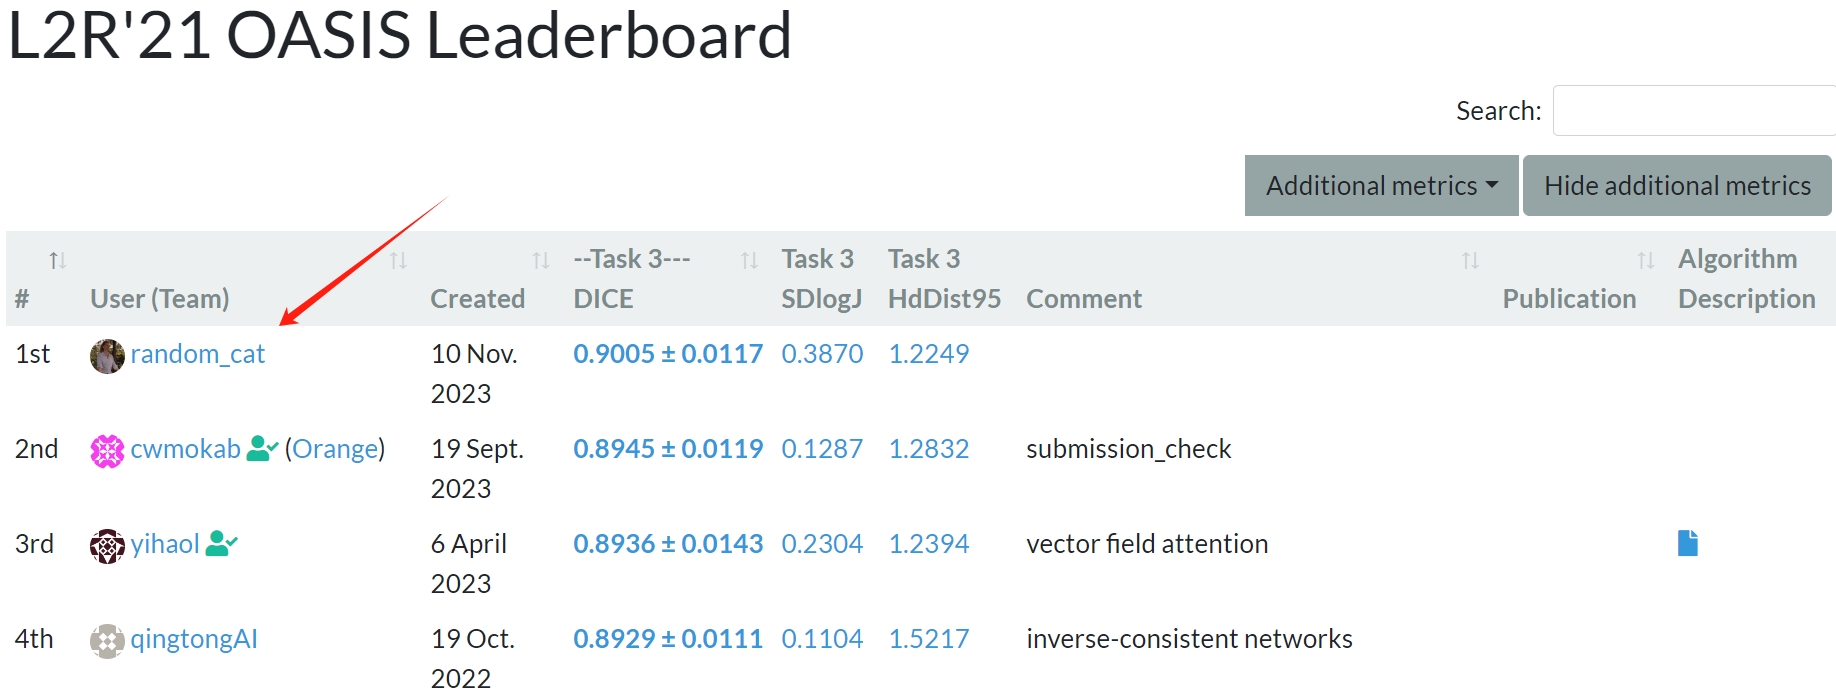 L2R'21 OASIS Leaderboard
Search:
Additional metrics Hide additional metrics
--Task 3--- Task 3 Task 3 Algorithm
# User (Team) Created DICE SDlogJ HdDist95 Comment Publication Description
1st random_cat 10 Nov. 0.9005 ± 0.0117 0.3870 1.2249
2023
2nd cwmokab (Orange) 19 Sept. 0.8945 ± 0.0119 0.1287 1.2832 submission_check
2023
3rd yihaol 6 April 0.8936 ± 0.0143 0.2304 1.2394 vector field attention
2023
4th qingtongAI 19 Oct. 0.8929 ± 0.0111 0.1104 1.5217 inverse-consistent networks
2022